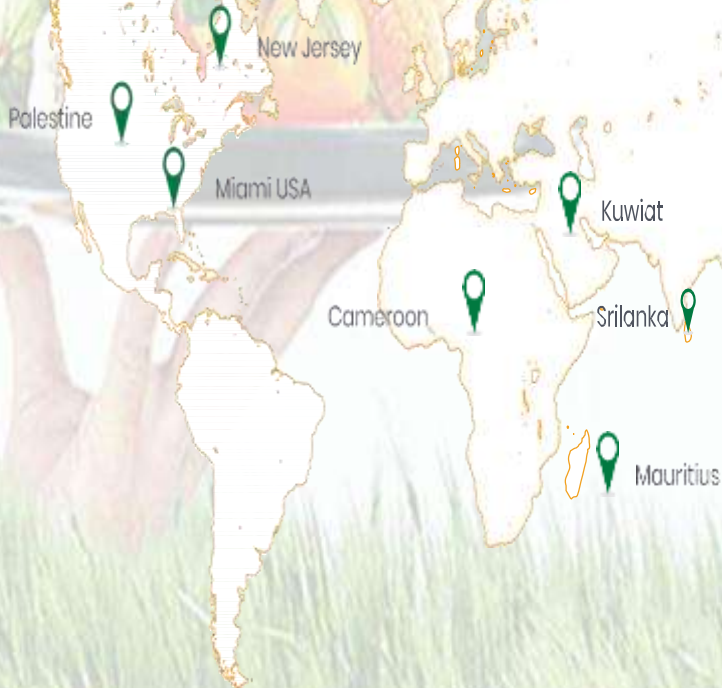 New Jersey
Palestine
Miami USA
Kuwiat
Cameroon
Srilanka
Mauritius